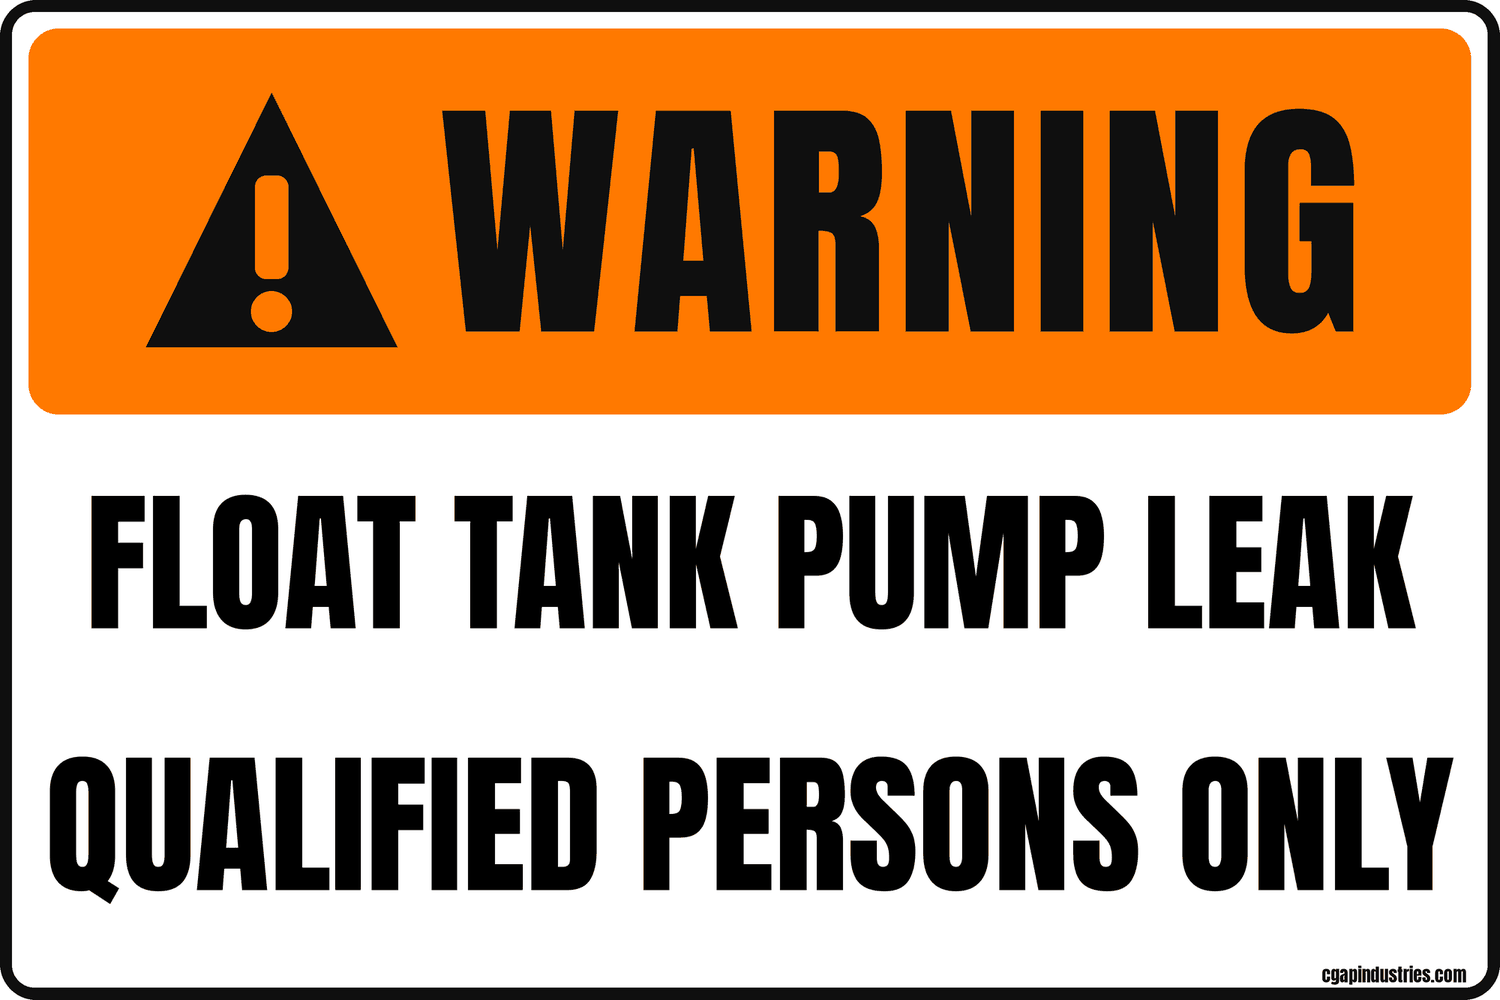 WARNING
FLOAT TANK PUMP LEAK
QUALIFIED PERSONS ONLY
cgapindustries.com